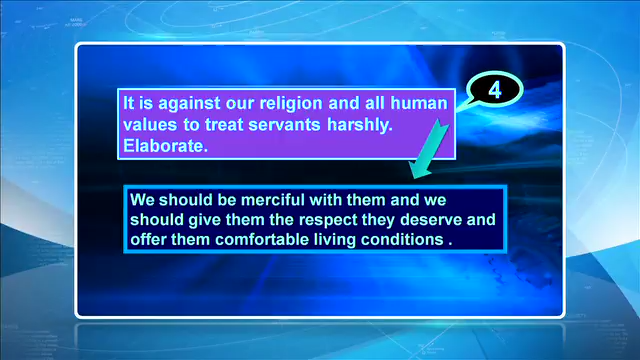 4
It is against our religion and all human
values to treat servants harshly.
Elaborate.
We should be merciful with them and we
should give them the respect they deserve and
offer them comfortable living conditions .